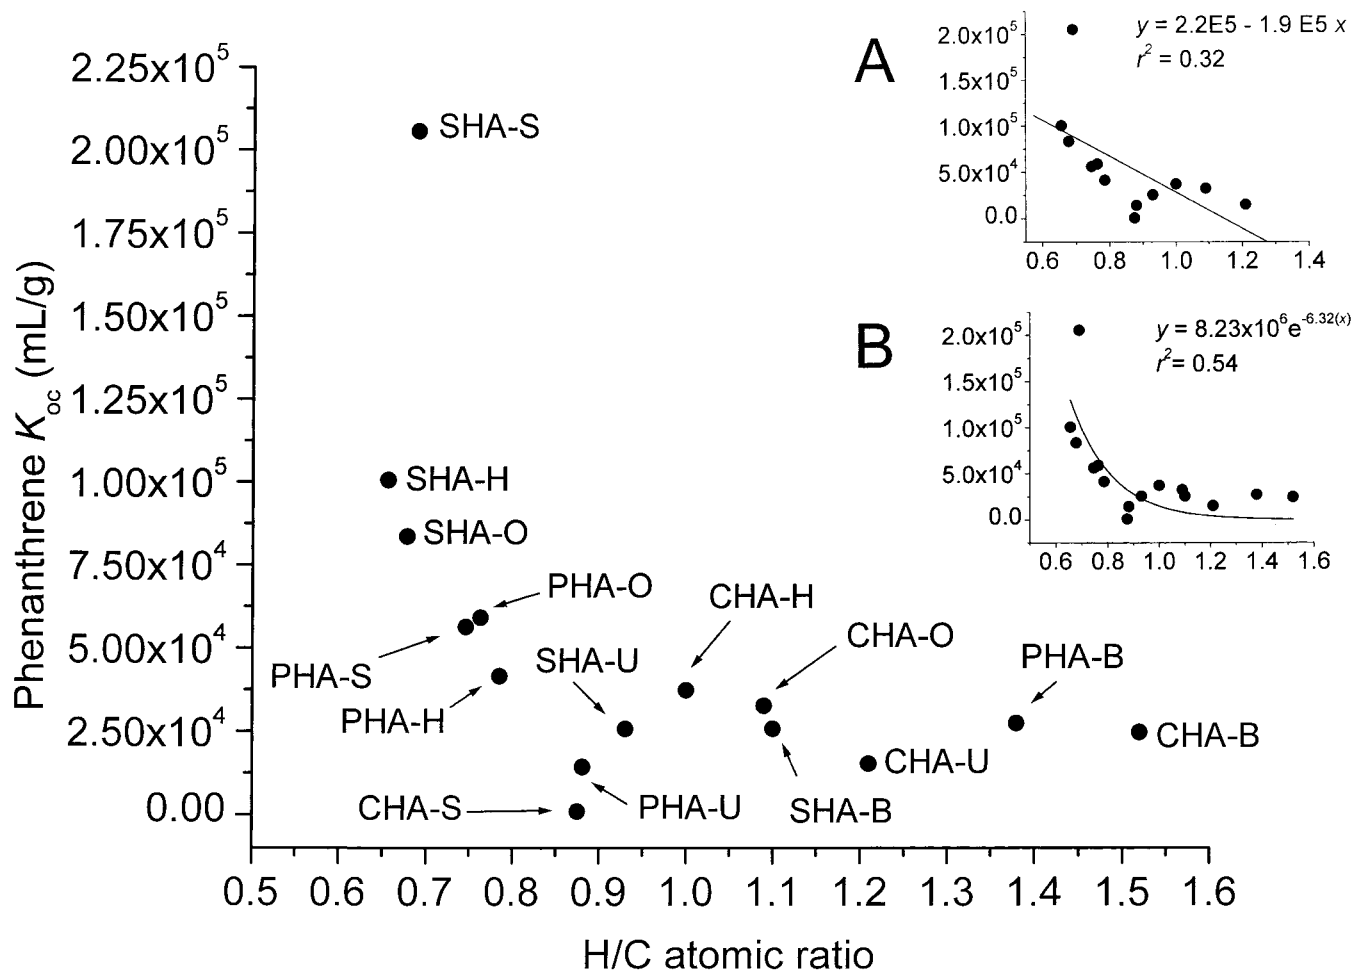 Phenanthrene Koc (mL/g)
2.25x10⁵
2.00x10⁵
1.75x10⁵
1.50x10⁵
1.25x10⁵
1.00x10⁵
7.50x10⁴
5.00x10⁴
2.50x10⁴
0.00
0.5 0.6 0.7 0.8 0.9 1.0 1.1 1.2 1.3 1.4 1.5 1.6
H/C atomic ratio
SHA-S
SHA-H
SHA-O
PHA-O
PHA-S
PHA-H
SHA-U
CHA-H
CHA-O
PHA-B
CHA-B
CHA-U
SHA-B
PHA-U
CHA-S
A
y = 2.2E5 - 1.9 E5 x
r² = 0.32
2.0x10⁵
1.5x10⁵
1.0x10⁵
5.0x10⁴
0.0
0.6 0.8 1.0 1.2 1.4
B
y = 8.23x10⁶e⁻⁶·³²⁽ˣ⁾
r²= 0.54
2.0x10⁵
1.5x10⁵
1.0x10⁵
5.0x10⁴
0.0
0.6 0.8 1.0 1.2 1.4 1.6